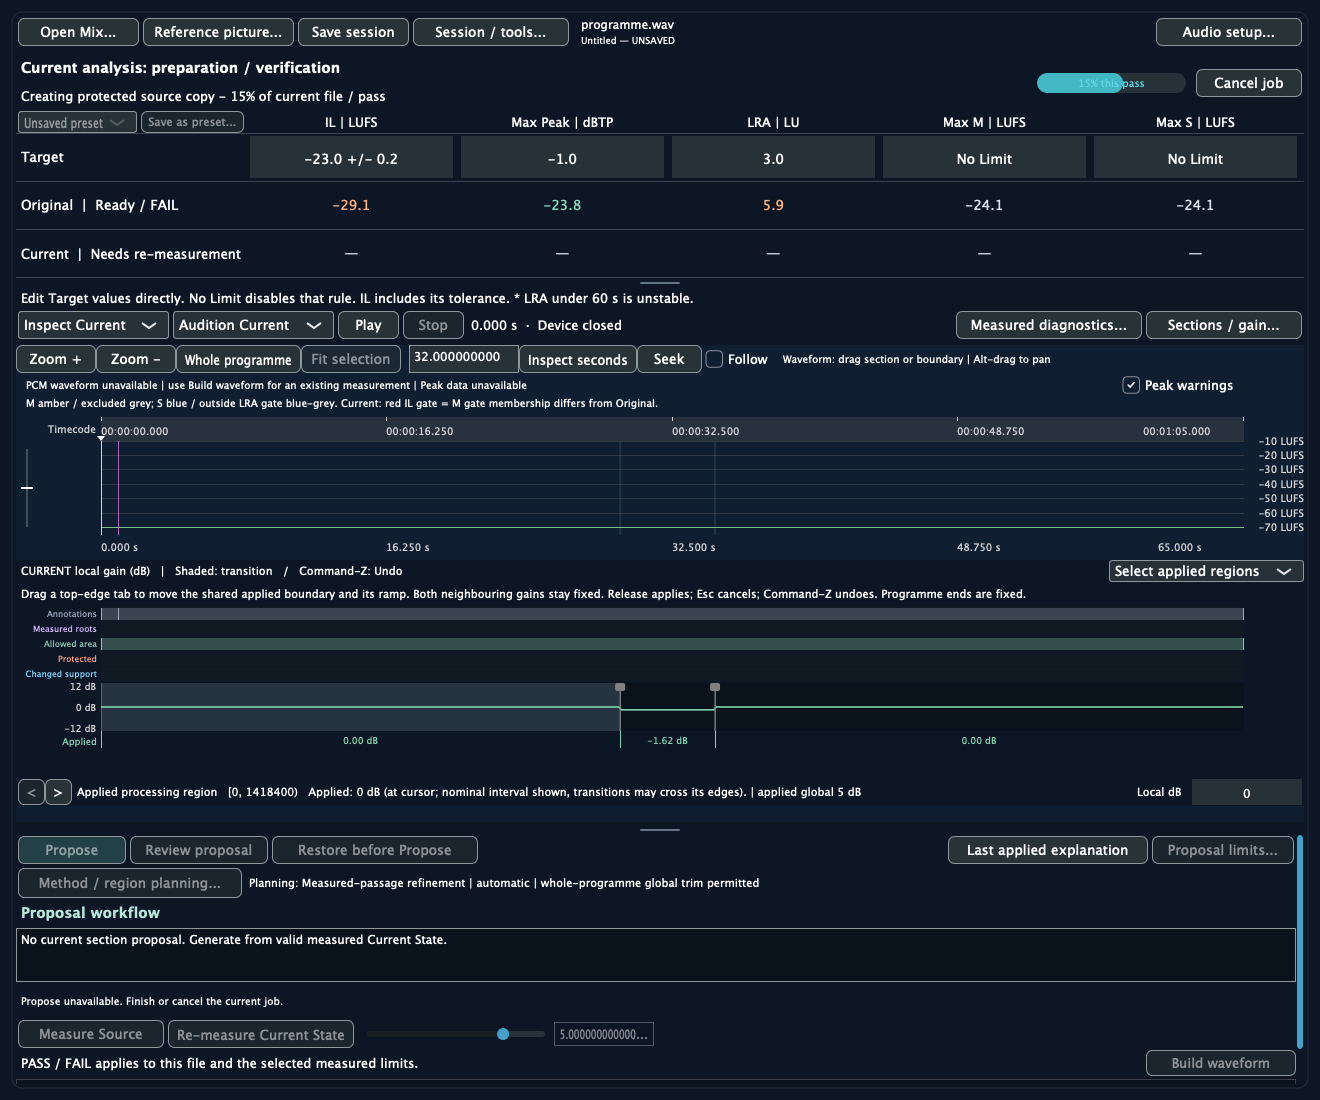 Open Mix... Reference picture... Save session Session / tools... programme.wav Audio setup...
Untitled — UNSAVED
Current analysis: preparation / verification
15% this pass Cancel job
Creating protected source copy – 15% of current file / pass
Unsaved preset Save as preset... IL | LUFS Max Peak | dBTP LRA | LU Max M | LUFS Max S | LUFS
Target -23.0 +/- 0.2 -1.0 3.0 No Limit No Limit
Original | Ready / FAIL -29.1 -23.8 5.9 -24.1 -24.1
Current | Needs re-measurement — — — — —
Edit Target values directly. No Limit disables that rule. IL includes its tolerance. * LRA under 60 s is unstable.
Inspect Current Audition Current Play Stop 0.000 s · Device closed Measured diagnostics... Sections / gain...
Zoom + Zoom – Whole programme Fit selection 32.000000000 Inspect seconds Seek Follow Waveform: drag section or boundary | Alt-drag to pan
PCM waveform unavailable | use Build waveform for an existing measurement | Peak data unavailable Peak warnings
M amber / excluded grey; S blue / outside LRA gate blue-grey. Current: red IL gate = M gate membership differs from Original.
Timecode 00:00:00.000 00:00:16.250 00:00:32.500 00:00:48.750 00:01:05.000
-10 LUFS
-20 LUFS
-30 LUFS
-40 LUFS
-50 LUFS
-60 LUFS
-70 LUFS
0.000 s 16.250 s 32.500 s 48.750 s 65.000 s
CURRENT local gain (dB) | Shaded: transition / Command-Z: Undo Select applied regions
Drag a top-edge tab to move the shared applied boundary and its ramp. Both neighbouring gains stay fixed. Release applies; Esc cancels; Command-Z undoes. Programme ends are fixed.
Annotations
Measured roots
Allowed area
Protected
Changed support
12 dB
0 dB
-12 dB
Applied 0.00 dB -1.62 dB 0.00 dB
< > Applied processing region [0, 1418400) Applied: 0 dB (at cursor; nominal interval shown, transitions may cross its edges). | applied global 5 dB Local dB 0
Propose Review proposal Restore before Propose Last applied explanation Proposal limits...
Method / region planning... Planning: Measured-passage refinement | automatic | whole-programme global trim permitted
Proposal workflow
No current section proposal. Generate from valid measured Current State.
Propose unavailable. Finish or cancel the current job.
Measure Source Re-measure Current State 5.000000000000...
PASS / FAIL applies to this file and the selected measured limits. Build waveform